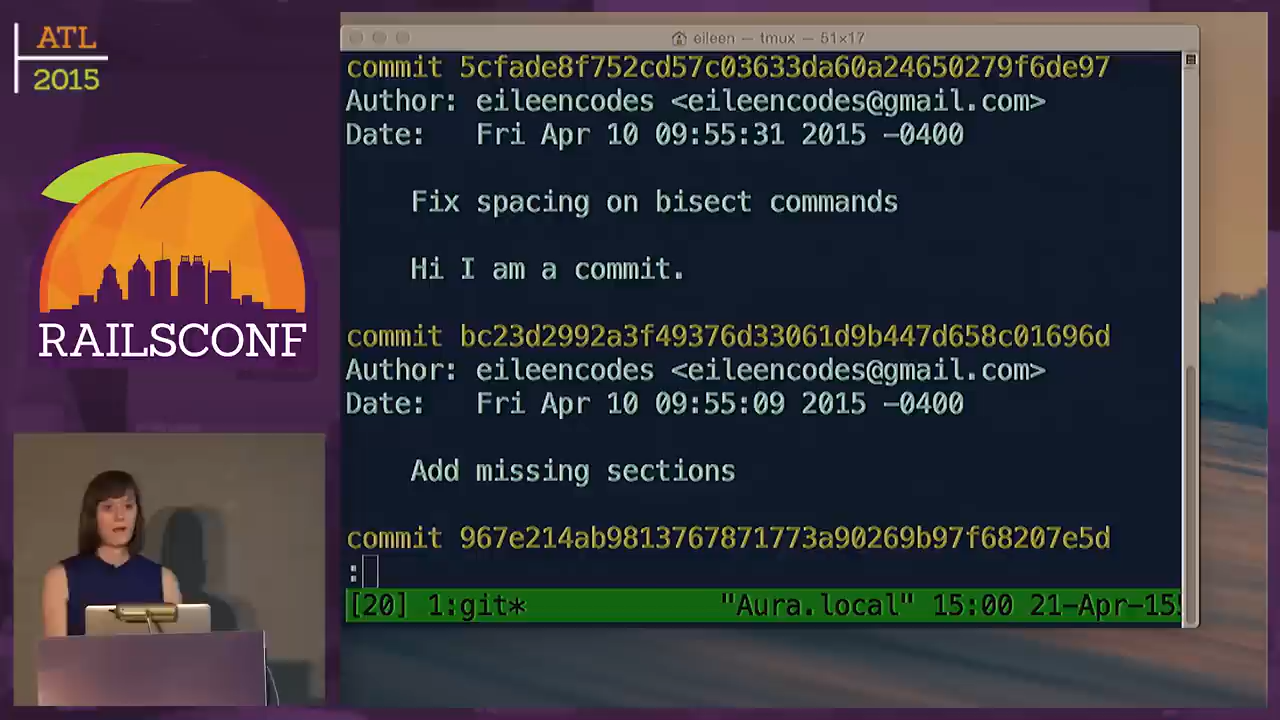 ATL
2015
RAILSCONF
eileen — tmux — 51×17
commit 5cfade8f752cd57c03633da60a24650279f6de97
Author: eileencodes <eileencodes@gmail.com>
Date:   Fri Apr 10 09:55:31 2015 -0400
Fix spacing on bisect commands
Hi I am a commit.
commit bc23d2992a3f49376d33061d9b447d658c01696d
Author: eileencodes <eileencodes@gmail.com>
Date:   Fri Apr 10 09:55:09 2015 -0400
Add missing sections
commit 967e214ab9813767871773a90269b97f68207e5d
:
[20] 1:git* "Aura.local" 15:00 21-Apr-15